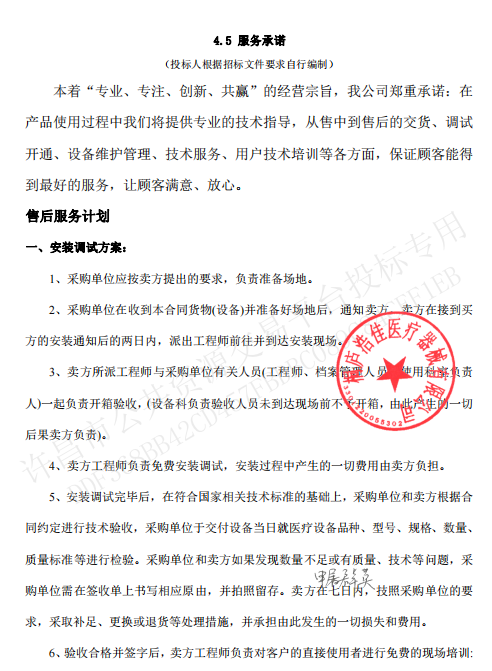 4.5 服务承诺
（投标人根据招标文件要求自行编制）
本着“专业、专注、创新、共赢”的经营宗旨，我公司郑重承诺：在
产品使用过程中我们将提供专业的技术指导，从售中到售后的交货、调试
开通、设备维护管理、技术服务、用户技术培训等各方面，保证顾客能得
到最好的服务，让顾客满意、放心。
售后服务计划
一、安装调试方案：
1、采购单位应按卖方提出的要求，负责准备场地。
2、采购单位在收到本合同货物(设备)并准备好场地后，通知卖方，卖方在接到买
方的安装通知后的两日内，派出工程师前往并到达安装现场。
3、卖方所派工程师与采购单位有关人员(工程师、档案管理人员、使用科室负责
人)一起负责开箱验收，(设备科负责验收人员未到达现场前不予开箱，由此产生的一切
后果卖方负责)。
4、卖方工程师负责免费安装调试，安装过程中产生的一切费用由卖方负担。
5、安装调试完毕后，在符合国家相关技术标准的基础上，采购单位和卖方根据合
同约定进行技术验收，采购单位于交付设备当日就医疗设备品种、型号、规格、数量、
质量标准等进行检验。采购单位和卖方如果发现数量不足或有质量、技术等问题，采
购单位需在签收单上书写相应原由，并拍照留存。卖方在七日内，技照采购单位的要
求，采取补足、更换或退货等处理措施，并承担由此发生的一切损失和费用。
6、验收合格并签字后，卖方工程师负责对客户的直接使用者进行免费的现场培训: